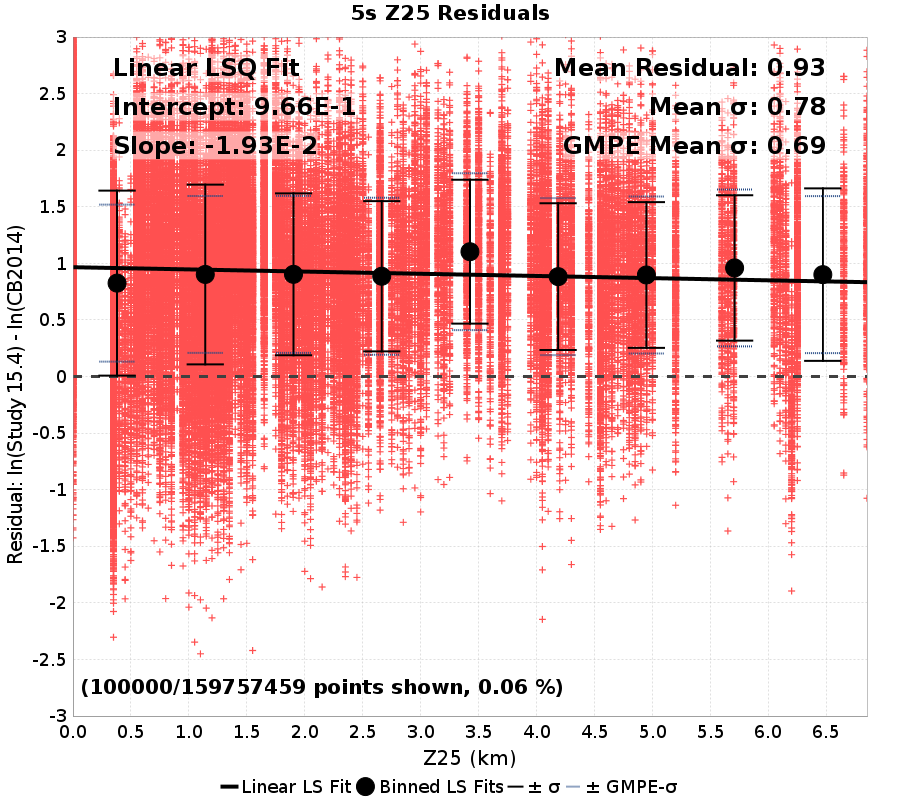 5s Z25 Residuals
Linear LSQ Fit
Intercept: 9.66E-1
Slope: -1.93E-2
Mean Residual: 0.93
Mean σ: 0.78
GMPE Mean σ: 0.69
Residual: ln(Study 15.4) - ln(CB2014)
3
2.5
2
1.5
1
0.5
0
-0.5
-1
-1.5
-2
-2.5
-3
(100000/159757459 points shown, 0.06 %)
0.0 0.5 1.0 1.5 2.0 2.5 3.0 3.5 4.0 4.5 5.0 5.5 6.0 6.5
Z25 (km)
Linear LS Fit Binned LS Fits ± σ ± GMPE-σ